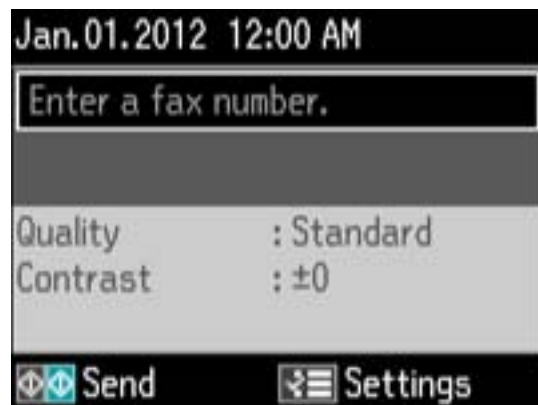 Jan.01.2012 12:00 AM
Enter a fax number.
Quality : Standard
Contrast : ±0
Send Settings